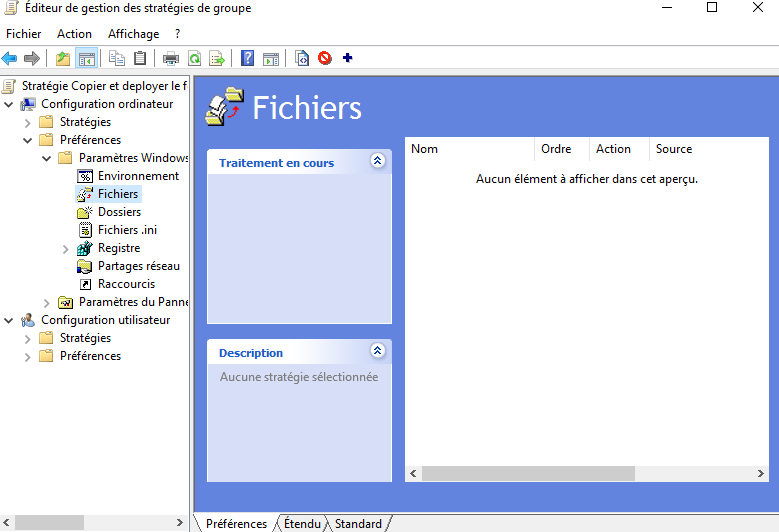 Éditeur de gestion des stratégies de groupe
Fichier Action Affichage ?
Stratégie Copier et deployer le f
Configuration ordinateur
Stratégies
Préférences
Paramètres Windows
Environnement
Fichiers
Dossiers
Fichiers .ini
Registre
Partages réseau
Raccourcis
Paramètres du Panne
Configuration utilisateur
Stratégies
Préférences
Fichiers
Traitement en cours
Description
Aucune stratégie sélectionnée
Nom Ordre Action Source
Aucun élément à afficher dans cet aperçu.
Préférences Étendu Standard